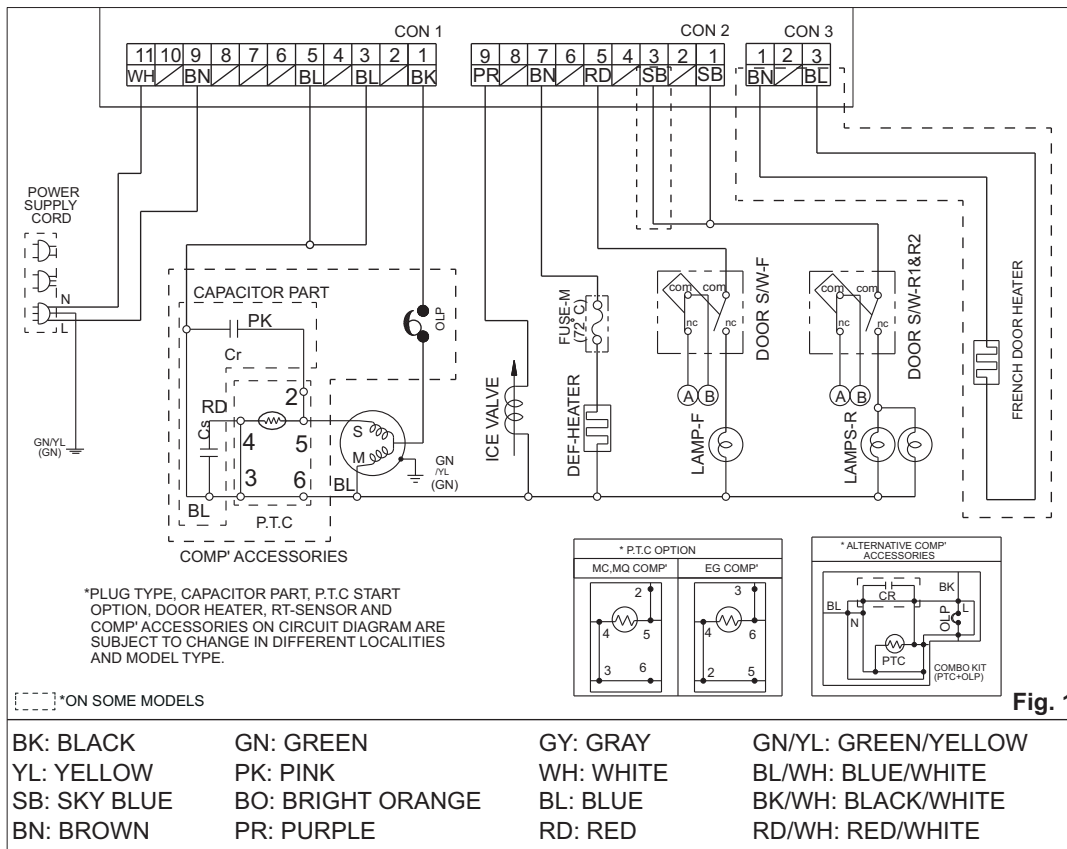 CON 1
CON 2
CON 3
11 10 9 8 7 6 5 4 3 2 1
WH BN BL BL BK
9 8 7 6 5 4 3 2 1
PR BN RD SB SB
1 2 3
BN BL
POWER
SUPPLY
CORD
N
L
GN/YL
(GN)
CAPACITOR PART
PK
Cr
RD
Cs
2
4 5
3 6
BL
P.T.C
COMP' ACCESSORIES
6
OLP
S
M
BL
GN
/YL
(GN)
ICE VALVE
FUSE-M
(72°C)
DEF-HEATER
com com
nc nc
A B
DOOR S/W-F
LAMP-F
com com
nc nc
A B
DOOR S/W-R1&R2
LAMPS-R
FRENCH DOOR HEATER
*PLUG TYPE, CAPACITOR PART, P.T.C START
OPTION, DOOR HEATER, RT-SENSOR AND
COMP' ACCESSORIES ON CIRCUIT DIAGRAM ARE
SUBJECT TO CHANGE IN DIFFERENT LOCALITIES
AND MODEL TYPE.
*ON SOME MODELS
* P.T.C OPTION
MC,MQ COMP' EG COMP'
2
4 5
3 6
3
4 6
2 5
* ALTERNATIVE COMP'
ACCESSORIES
CR
BK
BL
N
L
OLP
PTC
COMBO KIT
(PTC+OLP)
Fig. 1
BK: BLACK GN: GREEN GY: GRAY GN/YL: GREEN/YELLOW
YL: YELLOW PK: PINK WH: WHITE BL/WH: BLUE/WHITE
SB: SKY BLUE BO: BRIGHT ORANGE BL: BLUE BK/WH: BLACK/WHITE
BN: BROWN PR: PURPLE RD: RED RD/WH: RED/WHITE